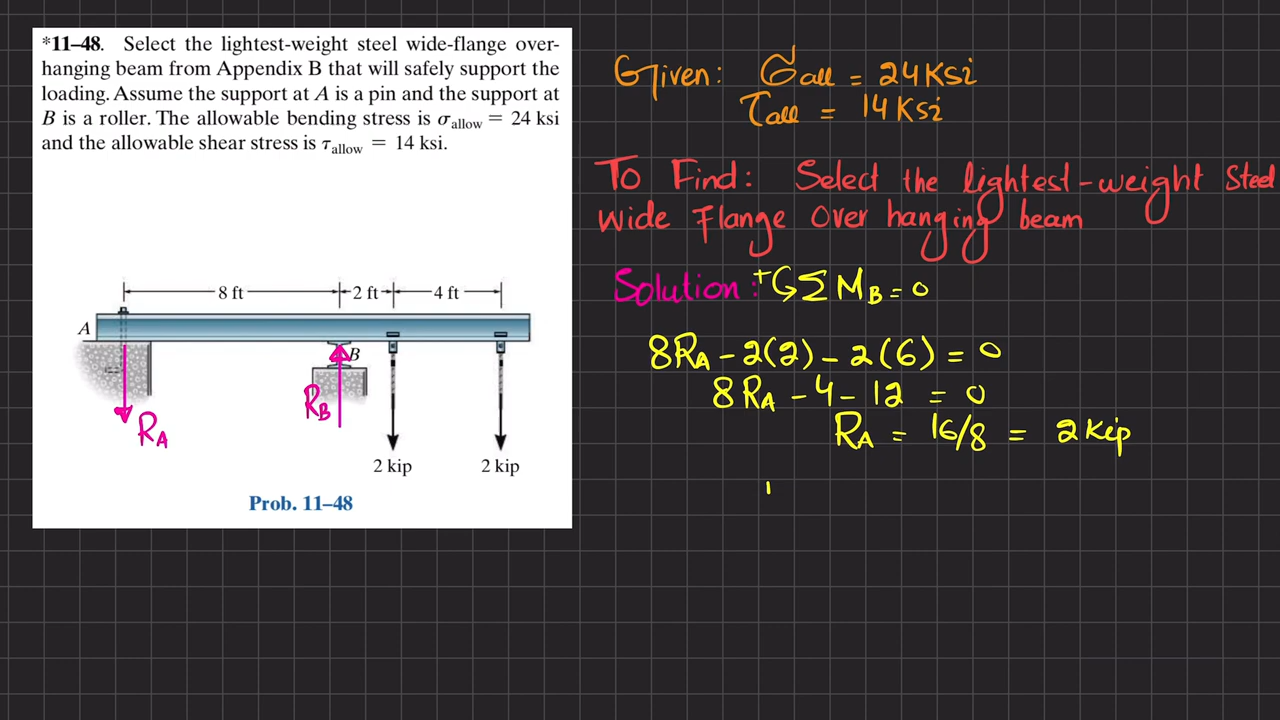 *11–48. Select the lightest-weight steel wide-flange over-
hanging beam from Appendix B that will safely support the
loading. Assume the support at A is a pin and the support at
B is a roller. The allowable bending stress is σallow = 24 ksi
and the allowable shear stress is τallow = 14 ksi.
8 ft
2 ft
4 ft
A
B
RA
RB
2 kip
2 kip
Prob. 11–48
Given: σall = 24 Ksi
τall = 14 Ksi
To Find: Select the lightest-weight Steel
Wide Flange Over hanging beam
Solution: +↺ ΣMB = 0
8RA - 2(2) - 2(6) = 0
8RA - 4 - 12 = 0
RA = 16/8 = 2 Kip